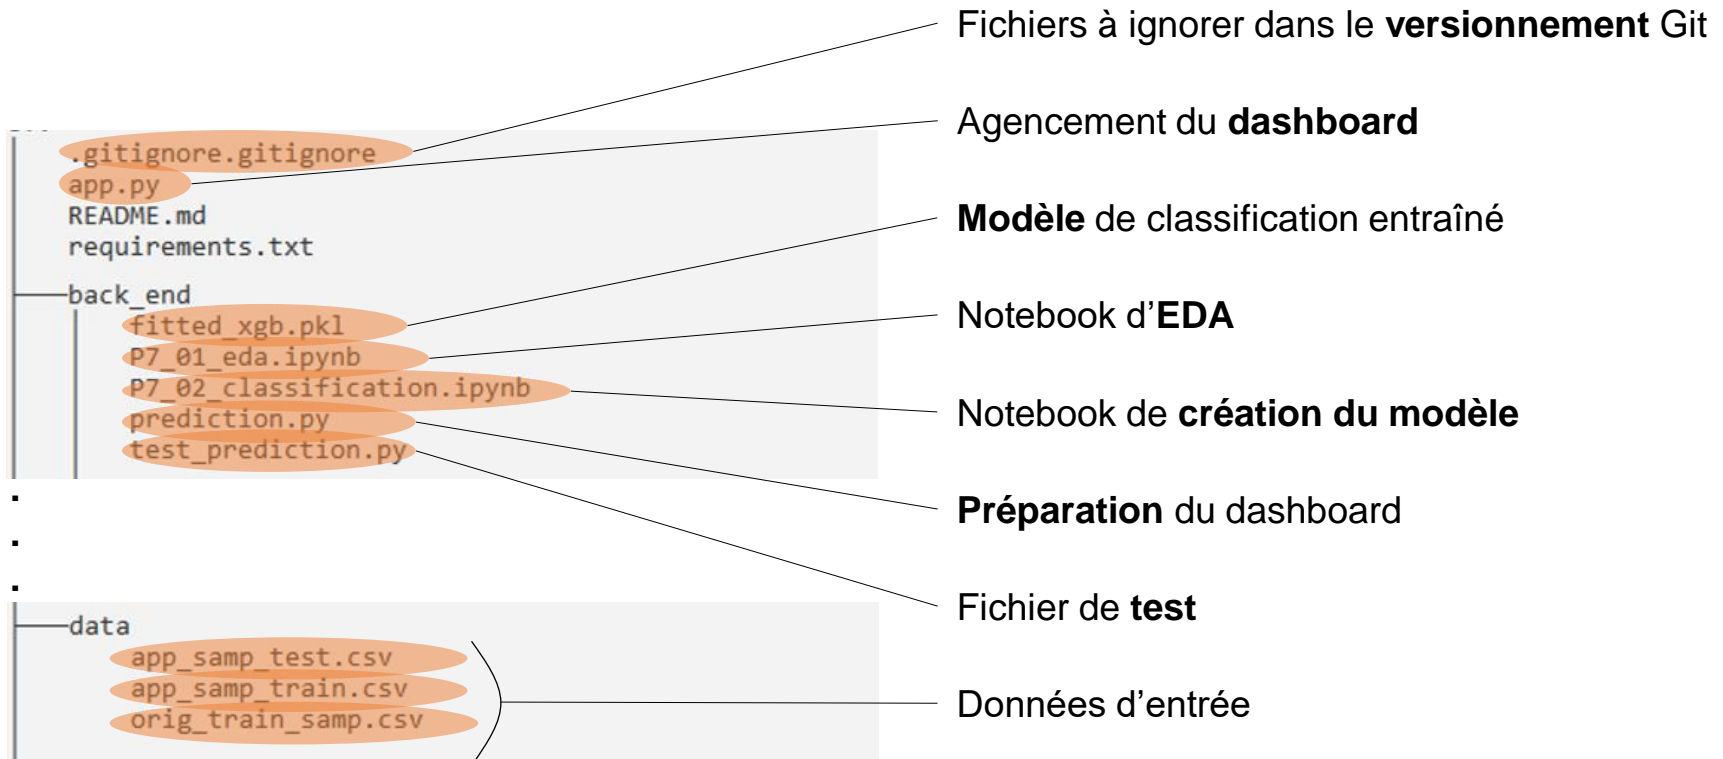 Fichiers à ignorer dans le versionnement Git
Agencement du dashboard
.gitignore.gitignore
app.py
README.md
requirements.txt
Modèle de classification entraîné
back_end
fitted_xgb.pkl
P7_01_eda.ipynb
P7_02_classification.ipynb
prediction.py
test_prediction.py
Notebook d’EDA
Notebook de création du modèle
.
.
.
Préparation du dashboard
Fichier de test
data
app_samp_test.csv
app_samp_train.csv
orig_train_samp.csv
Données d’entrée